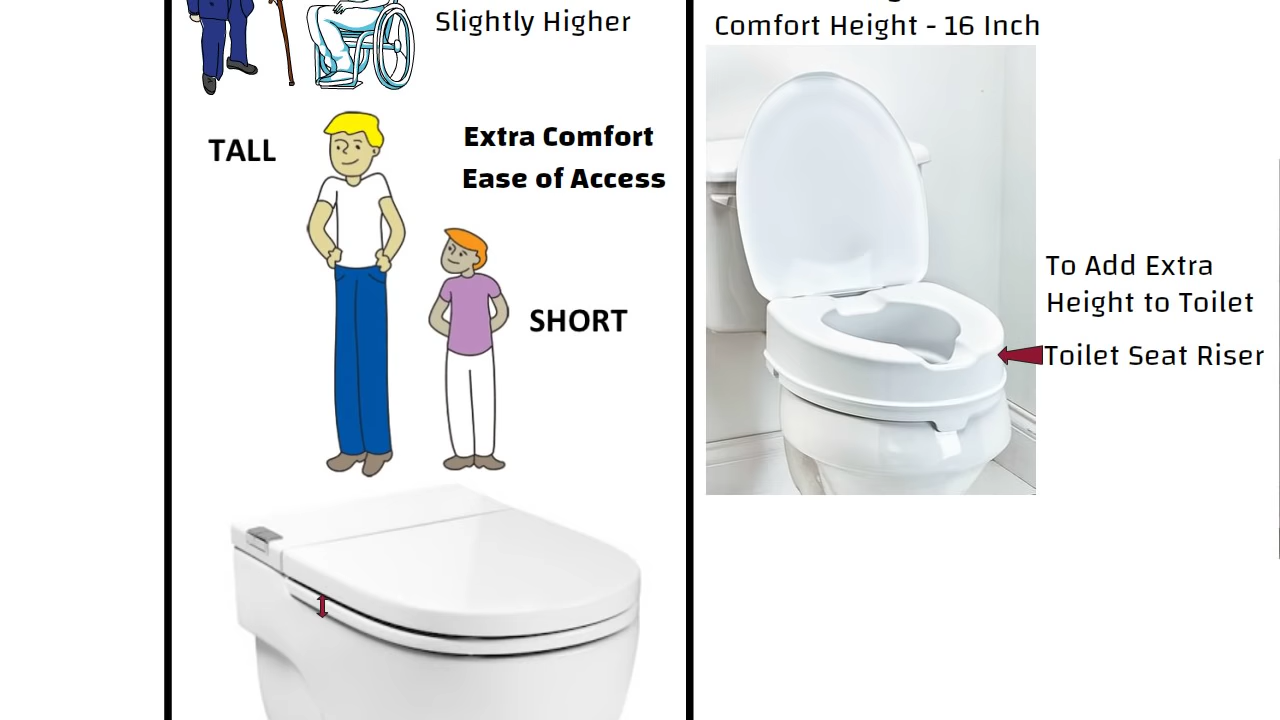 Slightly Higher
TALL
Extra Comfort
Ease of Access
SHORT
Comfort Height - 16 Inch
To Add Extra
Height to Toilet
Toilet Seat Riser